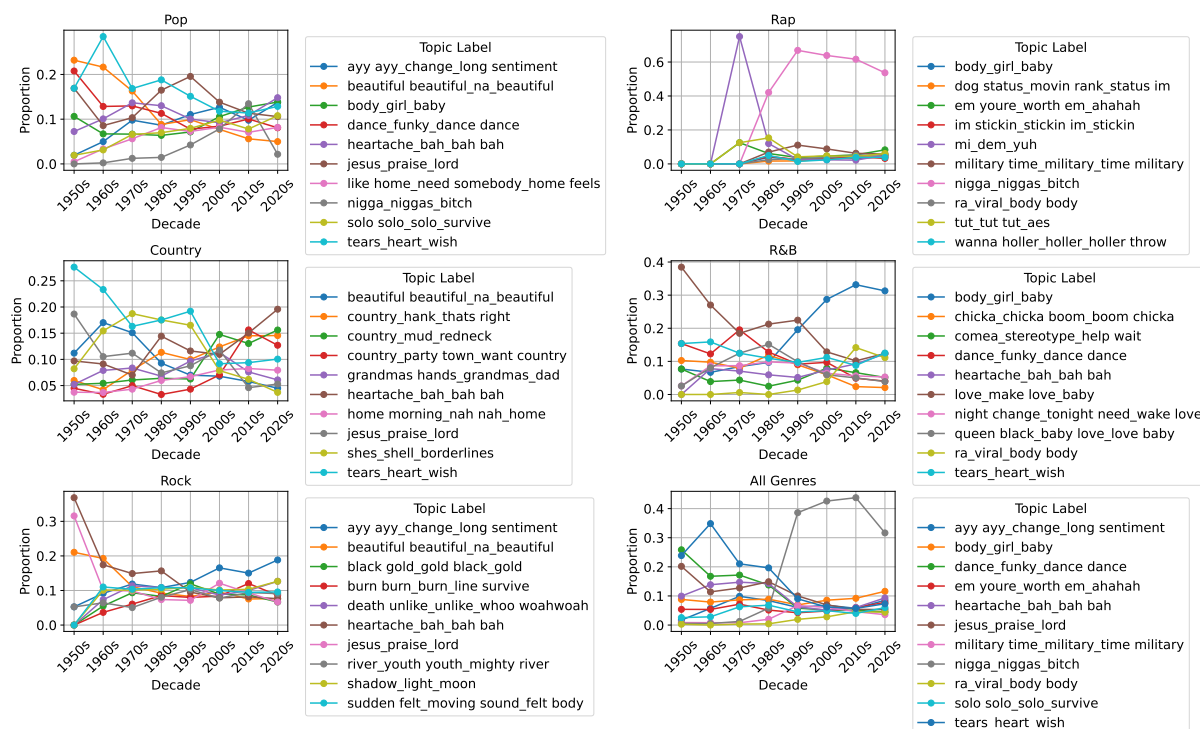 Pop
Proportion
0.2
0.1
0.0
1950s
1960s
1970s
1980s
1990s
2000s
2010s
2020s
Decade
Topic Label
ayy ayy_change_long sentiment
beautiful beautiful_na_beautiful
body_girl_baby
dance_funky_dance dance
heartache_bah_bah bah
jesus_praise_lord
like home_need somebody_home feels
nigga_niggas_bitch
solo solo_solo_survive
tears_heart_wish
Rap
Proportion
0.6
0.4
0.2
0.0
1950s
1960s
1970s
1980s
1990s
2000s
2010s
2020s
Decade
Topic Label
body_girl_baby
dog status_movin rank_status im
em youre_worth em_ahahah
im stickin_stickin im_stickin
mi_dem_yuh
military time_military_time military
nigga_niggas_bitch
ra_viral_body body
tut_tut tut_aes
wanna holler_holler_holler throw
Country
Proportion
0.25
0.20
0.15
0.10
0.05
1950s
1960s
1970s
1980s
1990s
2000s
2010s
2020s
Decade
Topic Label
beautiful beautiful_na_beautiful
country_hank_thats right
country_mud_redneck
country_party town_want country
grandmas hands_grandmas_dad
heartache_bah_bah bah
home morning_nah nah_home
jesus_praise_lord
shes_shell_borderlines
tears_heart_wish
R&B
Proportion
0.4
0.3
0.2
0.1
0.0
1950s
1960s
1970s
1980s
1990s
2000s
2010s
2020s
Decade
Topic Label
body_girl_baby
chicka_chicka boom_boom chicka
comea_stereotype_help wait
dance_funky_dance dance
heartache_bah_bah bah
love_make love_baby
night change_tonight need_wake love
queen black_baby love_love baby
ra_viral_body body
tears_heart_wish
Rock
Proportion
0.3
0.2
0.1
0.0
1950s
1960s
1970s
1980s
1990s
2000s
2010s
2020s
Decade
Topic Label
ayy ayy_change_long sentiment
beautiful beautiful_na_beautiful
black gold_gold black_gold
burn burn_burn_line survive
death unlike_unlike_whoo woahwoah
heartache_bah_bah bah
jesus_praise_lord
river_youth youth_mighty river
shadow_light_moon
sudden felt_moving sound_felt body
All Genres
Proportion
0.4
0.3
0.2
0.1
0.0
1950s
1960s
1970s
1980s
1990s
2000s
2010s
2020s
Decade
Topic Label
ayy ayy_change_long sentiment
body_girl_baby
dance_funky_dance dance
em youre_worth em_ahahah
heartache_bah_bah bah
jesus_praise_lord
military time_military_time military
nigga_niggas_bitch
ra_viral_body body
solo solo_solo_survive
tears_heart_wish